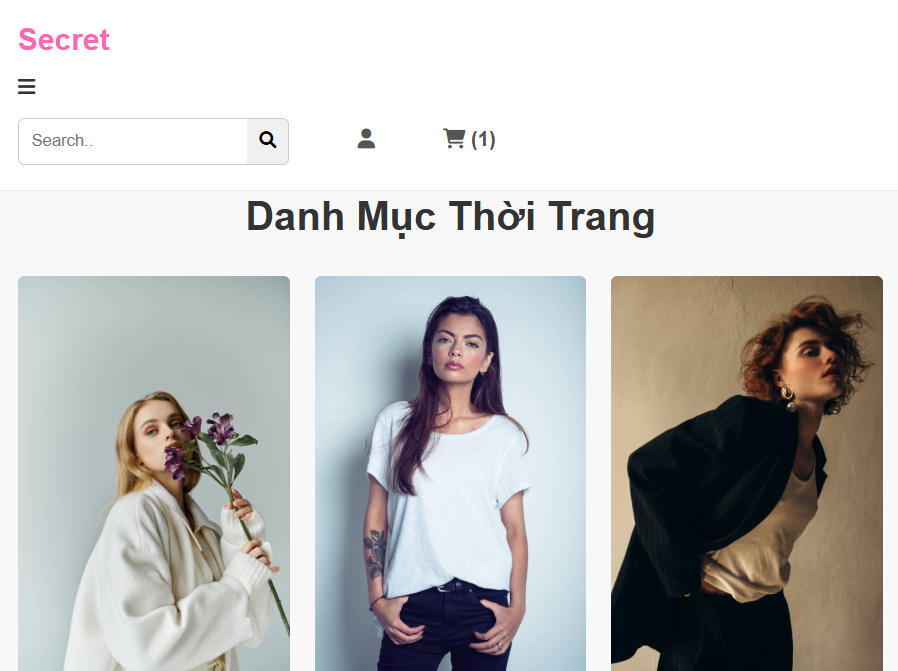 Secret
Search..
(1)
Danh Mục Thời Trang